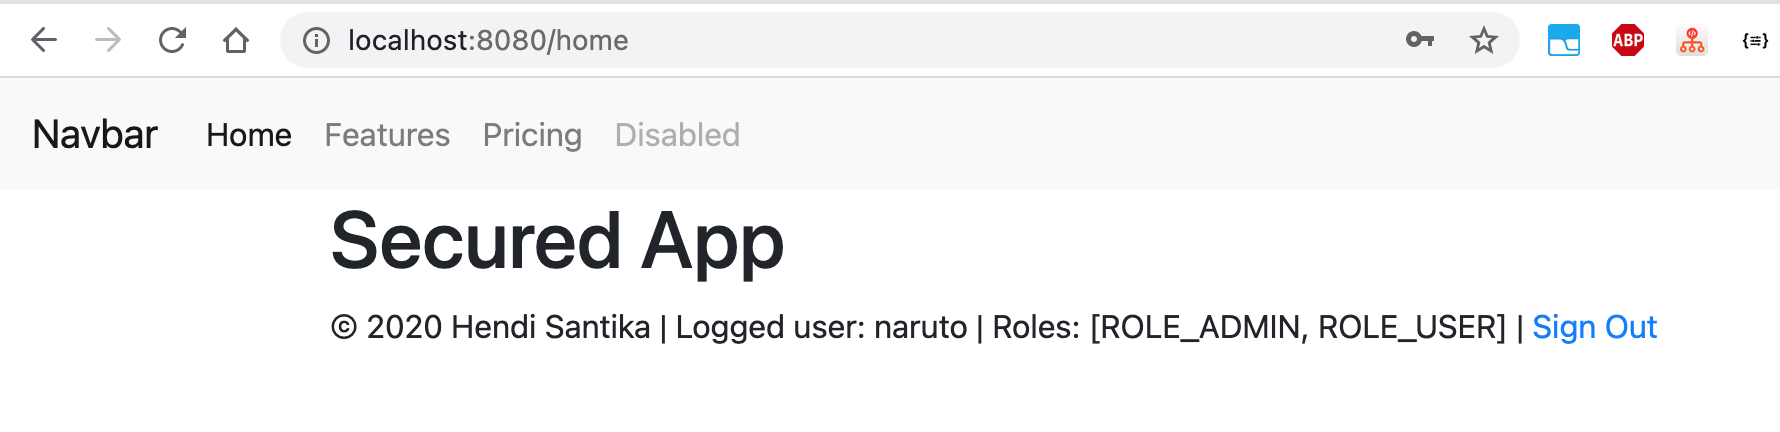 localhost:8080/home
ABP
Navbar Home Features Pricing Disabled
Secured App
© 2020 Hendi Santika | Logged user: naruto | Roles: [ROLE_ADMIN, ROLE_USER] | Sign Out